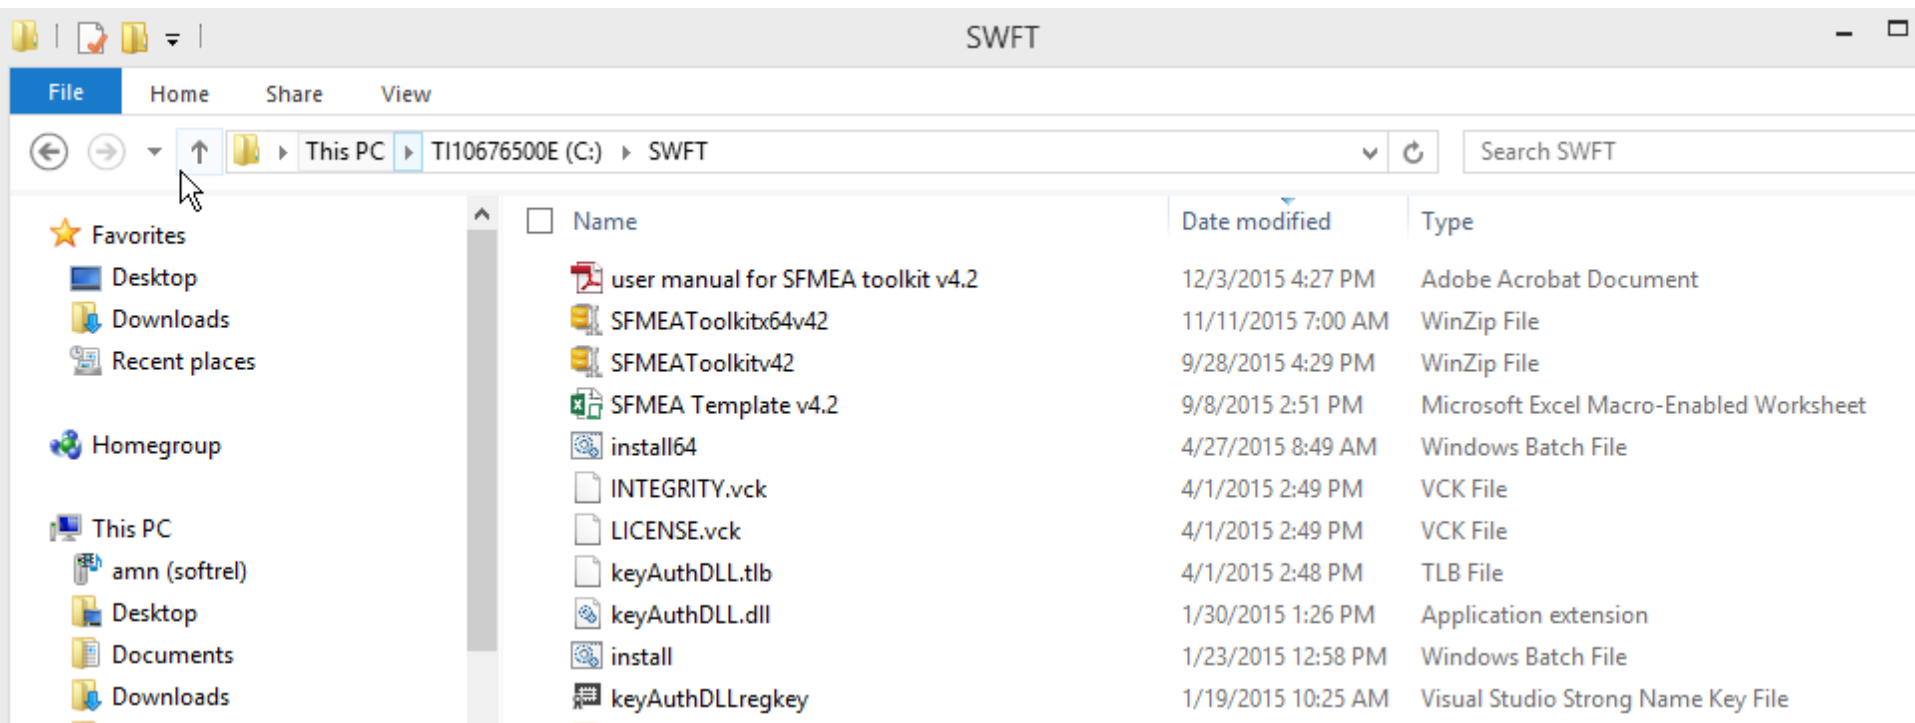 SWFT
File Home Share View
This PC TI10676500E (C:) SWFT Search SWFT
Name Date modified Type
Favorites
Desktop
Downloads
Recent places
Homegroup
This PC
amn (softrel)
Desktop
Documents
Downloads
user manual for SFMEA toolkit v4.2 12/3/2015 4:27 PM Adobe Acrobat Document
SFMEAToolkitx64v42 11/11/2015 7:00 AM WinZip File
SFMEAToolkitv42 9/28/2015 4:29 PM WinZip File
SFMEA Template v4.2 9/8/2015 2:51 PM Microsoft Excel Macro-Enabled Worksheet
install64 4/27/2015 8:49 AM Windows Batch File
INTEGRITY.vck 4/1/2015 2:49 PM VCK File
LICENSE.vck 4/1/2015 2:49 PM VCK File
keyAuthDLL.tlb 4/1/2015 2:48 PM TLB File
keyAuthDLL.dll 1/30/2015 1:26 PM Application extension
install 1/23/2015 12:58 PM Windows Batch File
keyAuthDLLregkey 1/19/2015 10:25 AM Visual Studio Strong Name Key File